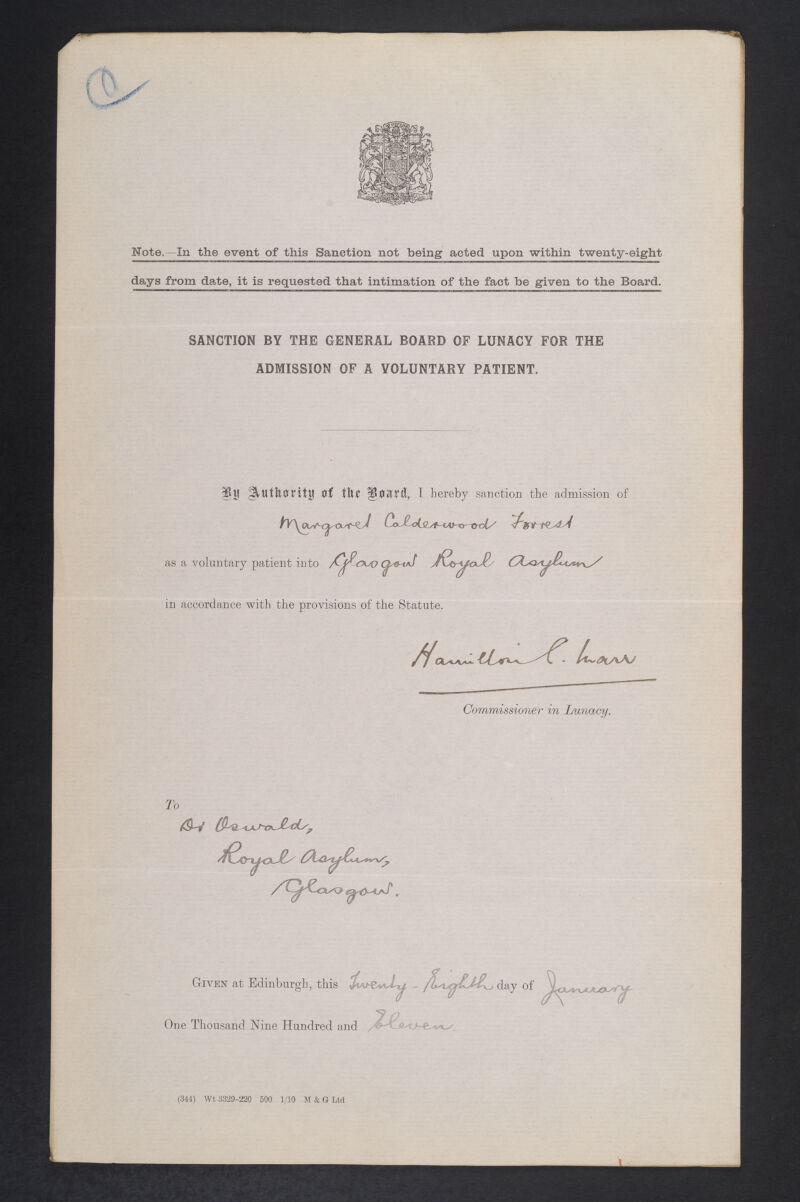 Note.—In the event of this Sanction not being acted upon within twenty-eight
days from date, it is requested that intimation of the fact be given to the Board.
SANCTION BY THE GENERAL BOARD OF LUNACY FOR THE
ADMISSION OF A VOLUNTARY PATIENT.
By Authority of the Board, I hereby sanction the admission of
Margaret Calderwood Forrest
as a voluntary patient into Glasgow Royal Asylum
in accordance with the provisions of the Statute.
Hamilton C. Marr
Commissioner in Lunacy.
To
Dr Oswald,
Royal Asylum,
Glasgow.
GIVEN at Edinburgh, this Twenty-Eighth day of January
One Thousand Nine Hundred and Eleven.
(344) Wt 3329-220 500 1/10 M & G Ltd